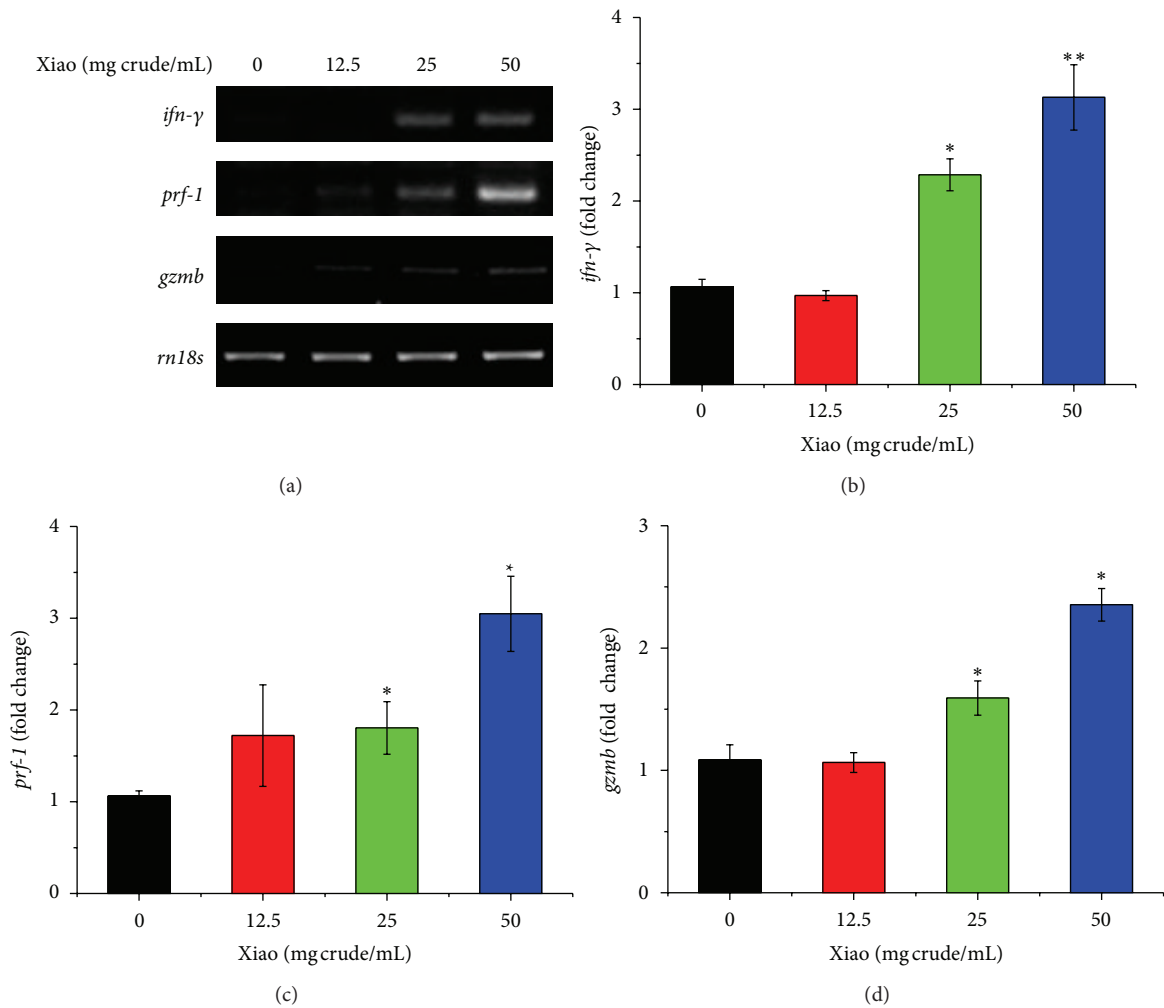 Xiao (mg crude/mL) 0 12.5 25 50
ifn-γ
prf-1
gzmb
rn18s
(a)
4
3
2
1
0
ifn-γ (fold change)
*
**
0 12.5 25 50
Xiao (mg crude/mL)
(b)
4
3
2
1
0
prf-1 (fold change)
*
*
0 12.5 25 50
Xiao (mg crude/mL)
(c)
3
2
1
0
gzmb (fold change)
*
*
0 12.5 25 50
Xiao (mg crude/mL)
(d)